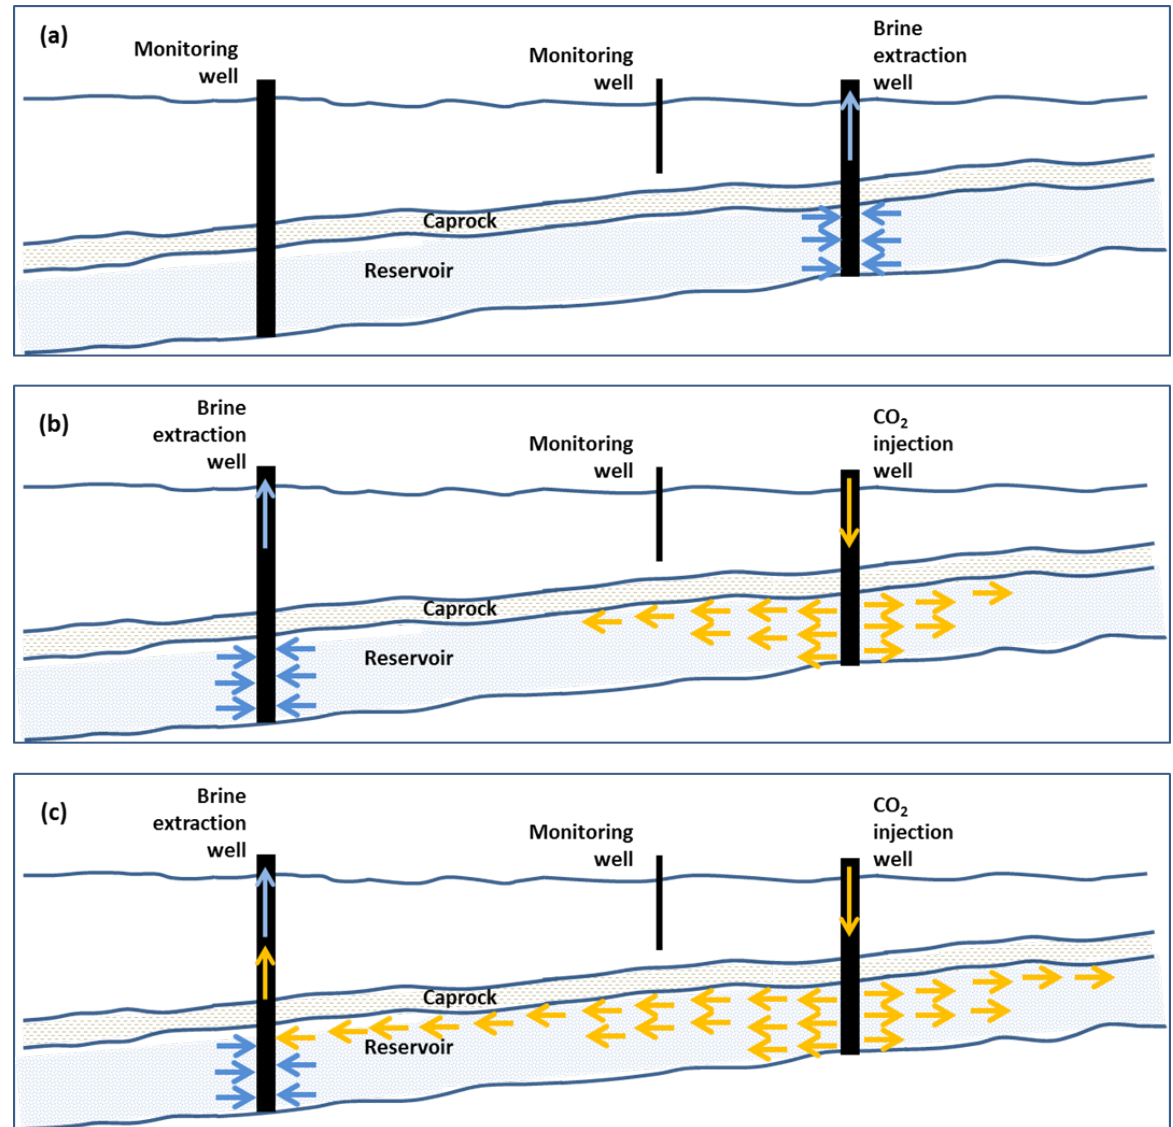 (a)
Monitoring
well
Monitoring
well
Brine
extraction
well
Caprock
Reservoir
(b)
Brine
extraction
well
Monitoring
well
CO₂
injection
well
Caprock
Reservoir
(c)
Brine
extraction
well
Monitoring
well
CO₂
injection
well
Caprock
Reservoir